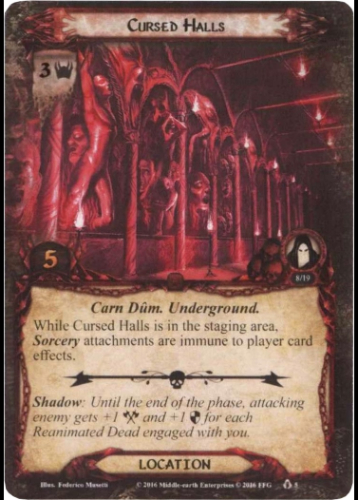 CURSED HALLS
3
5
8/19
Carn Dûm. Underground.
While Cursed Halls is in the staging area,
Sorcery attachments are immune to player card
effects.
Shadow: Until the end of the phase, attacking
enemy gets +1 and +1 for each
Reanimated Dead engaged with you.
LOCATION
Illus. Federico Musetti
© 2016 Middle-earth Enterprises © 2016 FFG